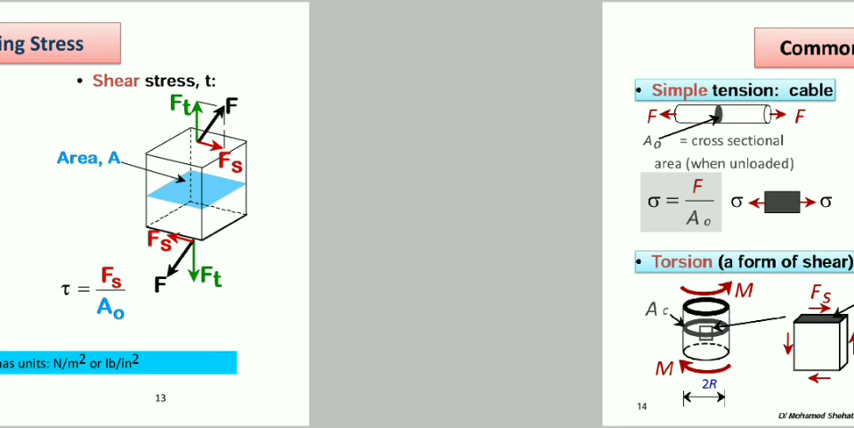 ing Stress
• Shear stress, t:
Ft
F
Fs
Area, A
Fs
F
Ft
τ = Fs / Ao
has units: N/m2 or lb/in2
13
Common
• Simple tension: cable
F
F
Ao = cross sectional
area (when unloaded)
σ = F / Ao
σ
σ
• Torsion (a form of shear)
M
Fs
Ac
M
2R
14
D/ Mohamed Shehat